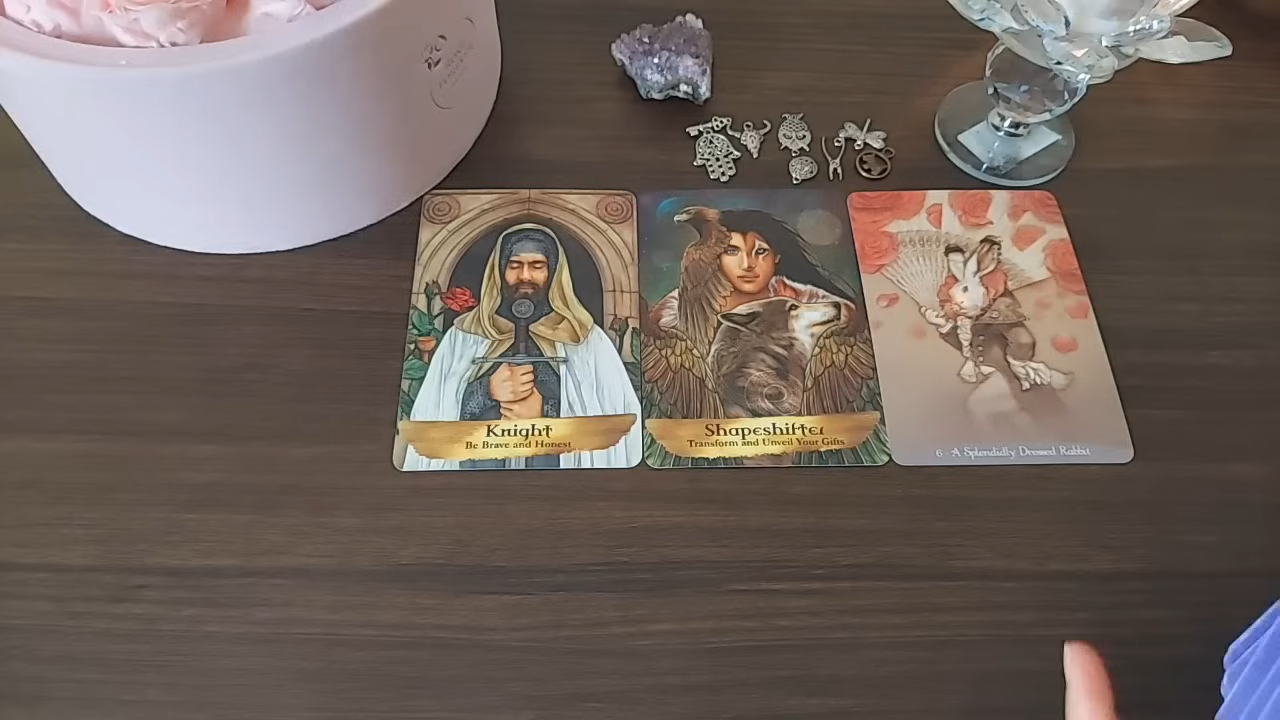 Knight
Be Brave and Honest
Shapeshifter
Transform and Unveil Your Gifts
6 - A Splendidly Dressed Rabbit